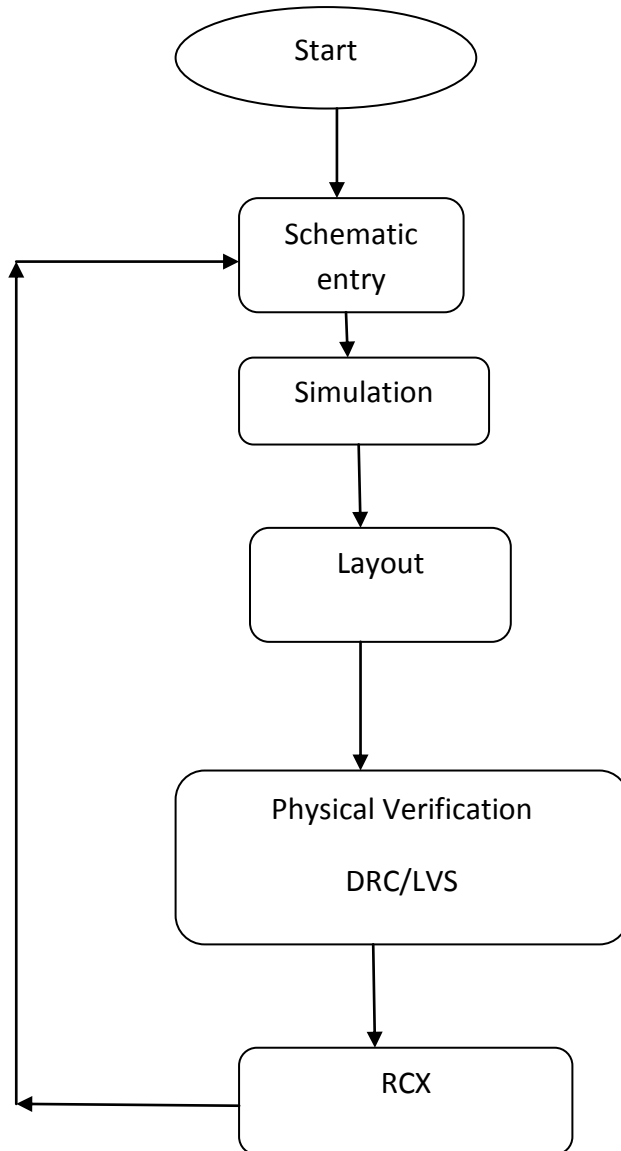 Start
Schematic
entry
Simulation
Layout
Physical Verification
DRC/LVS
RCX